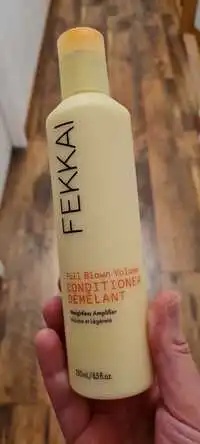 FEKKAI
Full Blown Volume
CONDITIONER
DÉMÊLANT
Weightless Amplifier
Volume et Légèreté
250mL/8.5fl.oz.